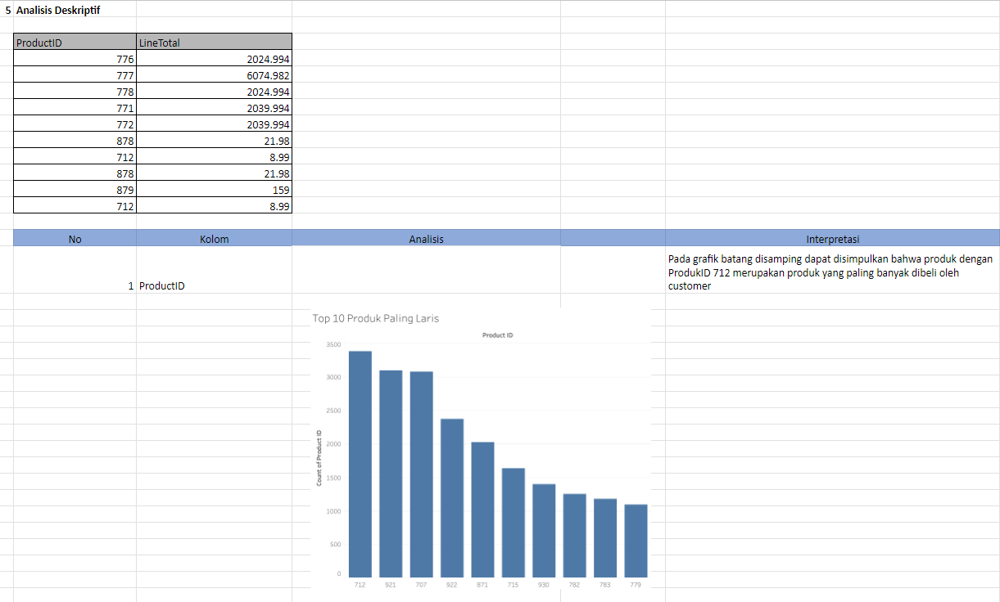 5 Analisis Deskriptif
ProductID LineTotal
776 2024.994
777 6074.982
778 2024.994
771 2039.994
772 2039.994
878 21.98
712 8.99
878 21.98
879 159
712 8.99
No Kolom Analisis Interpretasi
Pada grafik batang disamping dapat disimpulkan bahwa produk dengan
ProdukID 712 merupakan produk yang paling banyak dibeli oleh
customer
1 ProductID
Top 10 Produk Paling Laris
Product ID
3500
3000
2500
2000
1500
1000
500
0
Count of Product ID
712 921 707 922 871 715 930 782 783 779